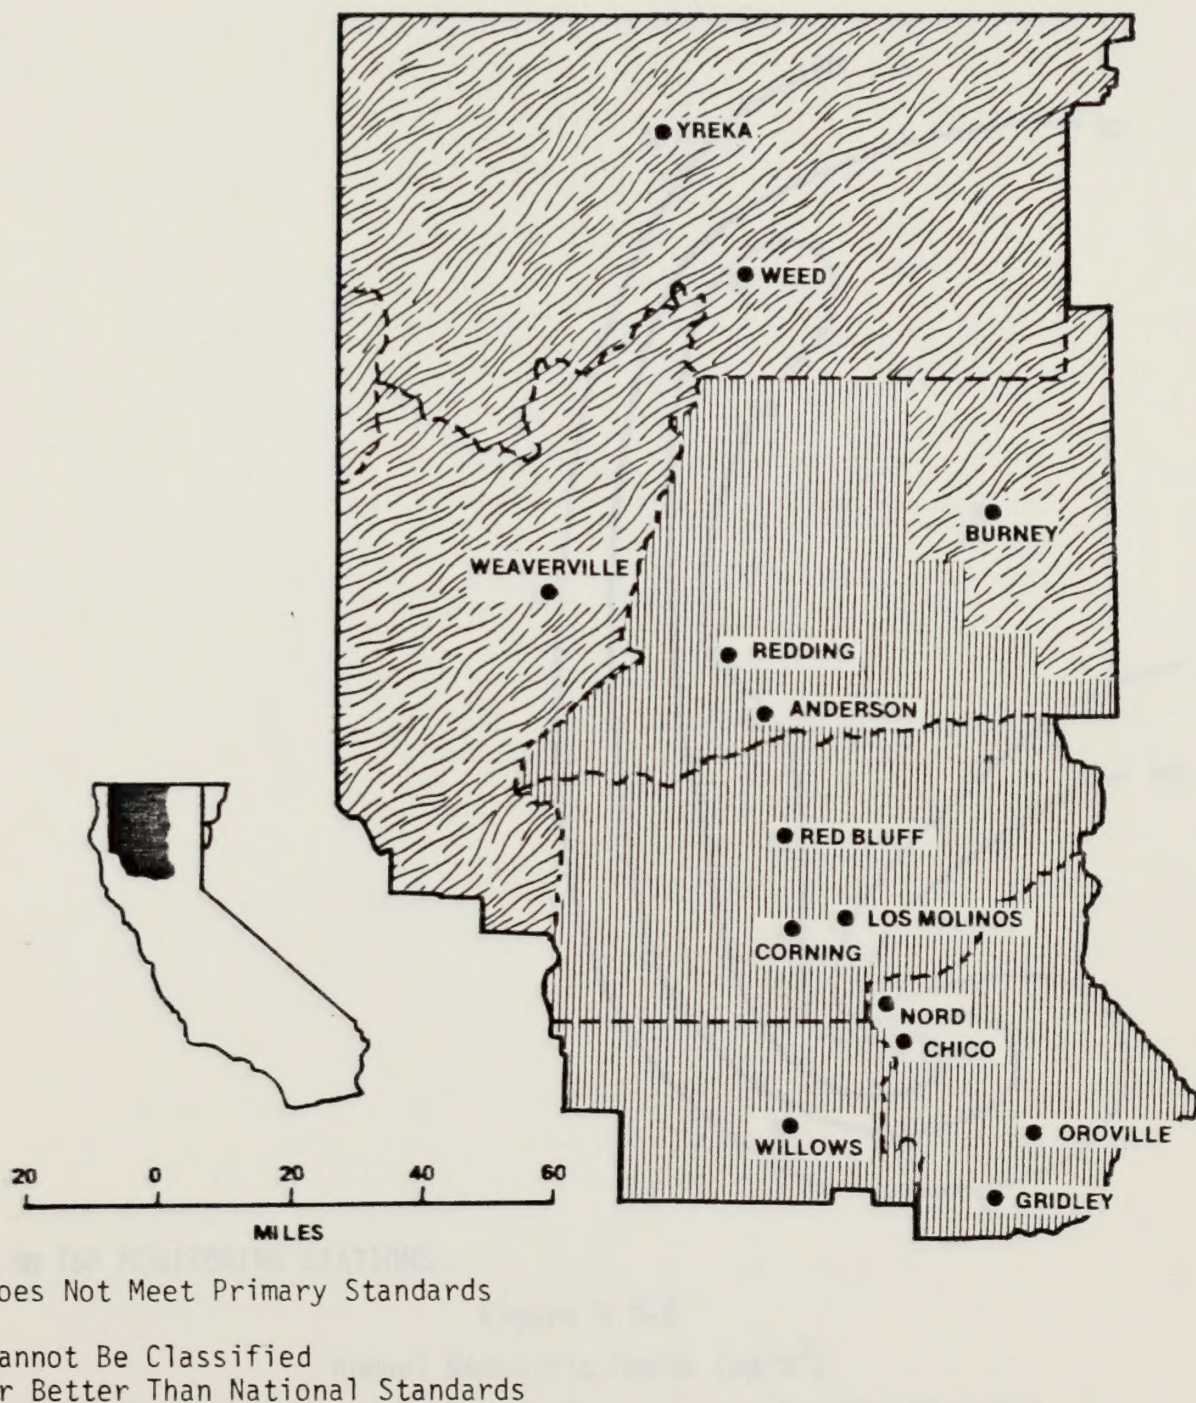 YREKA
WEED
BURNEY
WEAVERVILLE
REDDING
ANDERSON
RED BLUFF
LOS MOLINOS
CORNING
NORD
CHICO
WILLOWS
OROVILLE
GRIDLEY
20 0 20 40 60
MILES
oes Not Meet Primary Standards
annot Be Classified
r Better Than National Standards